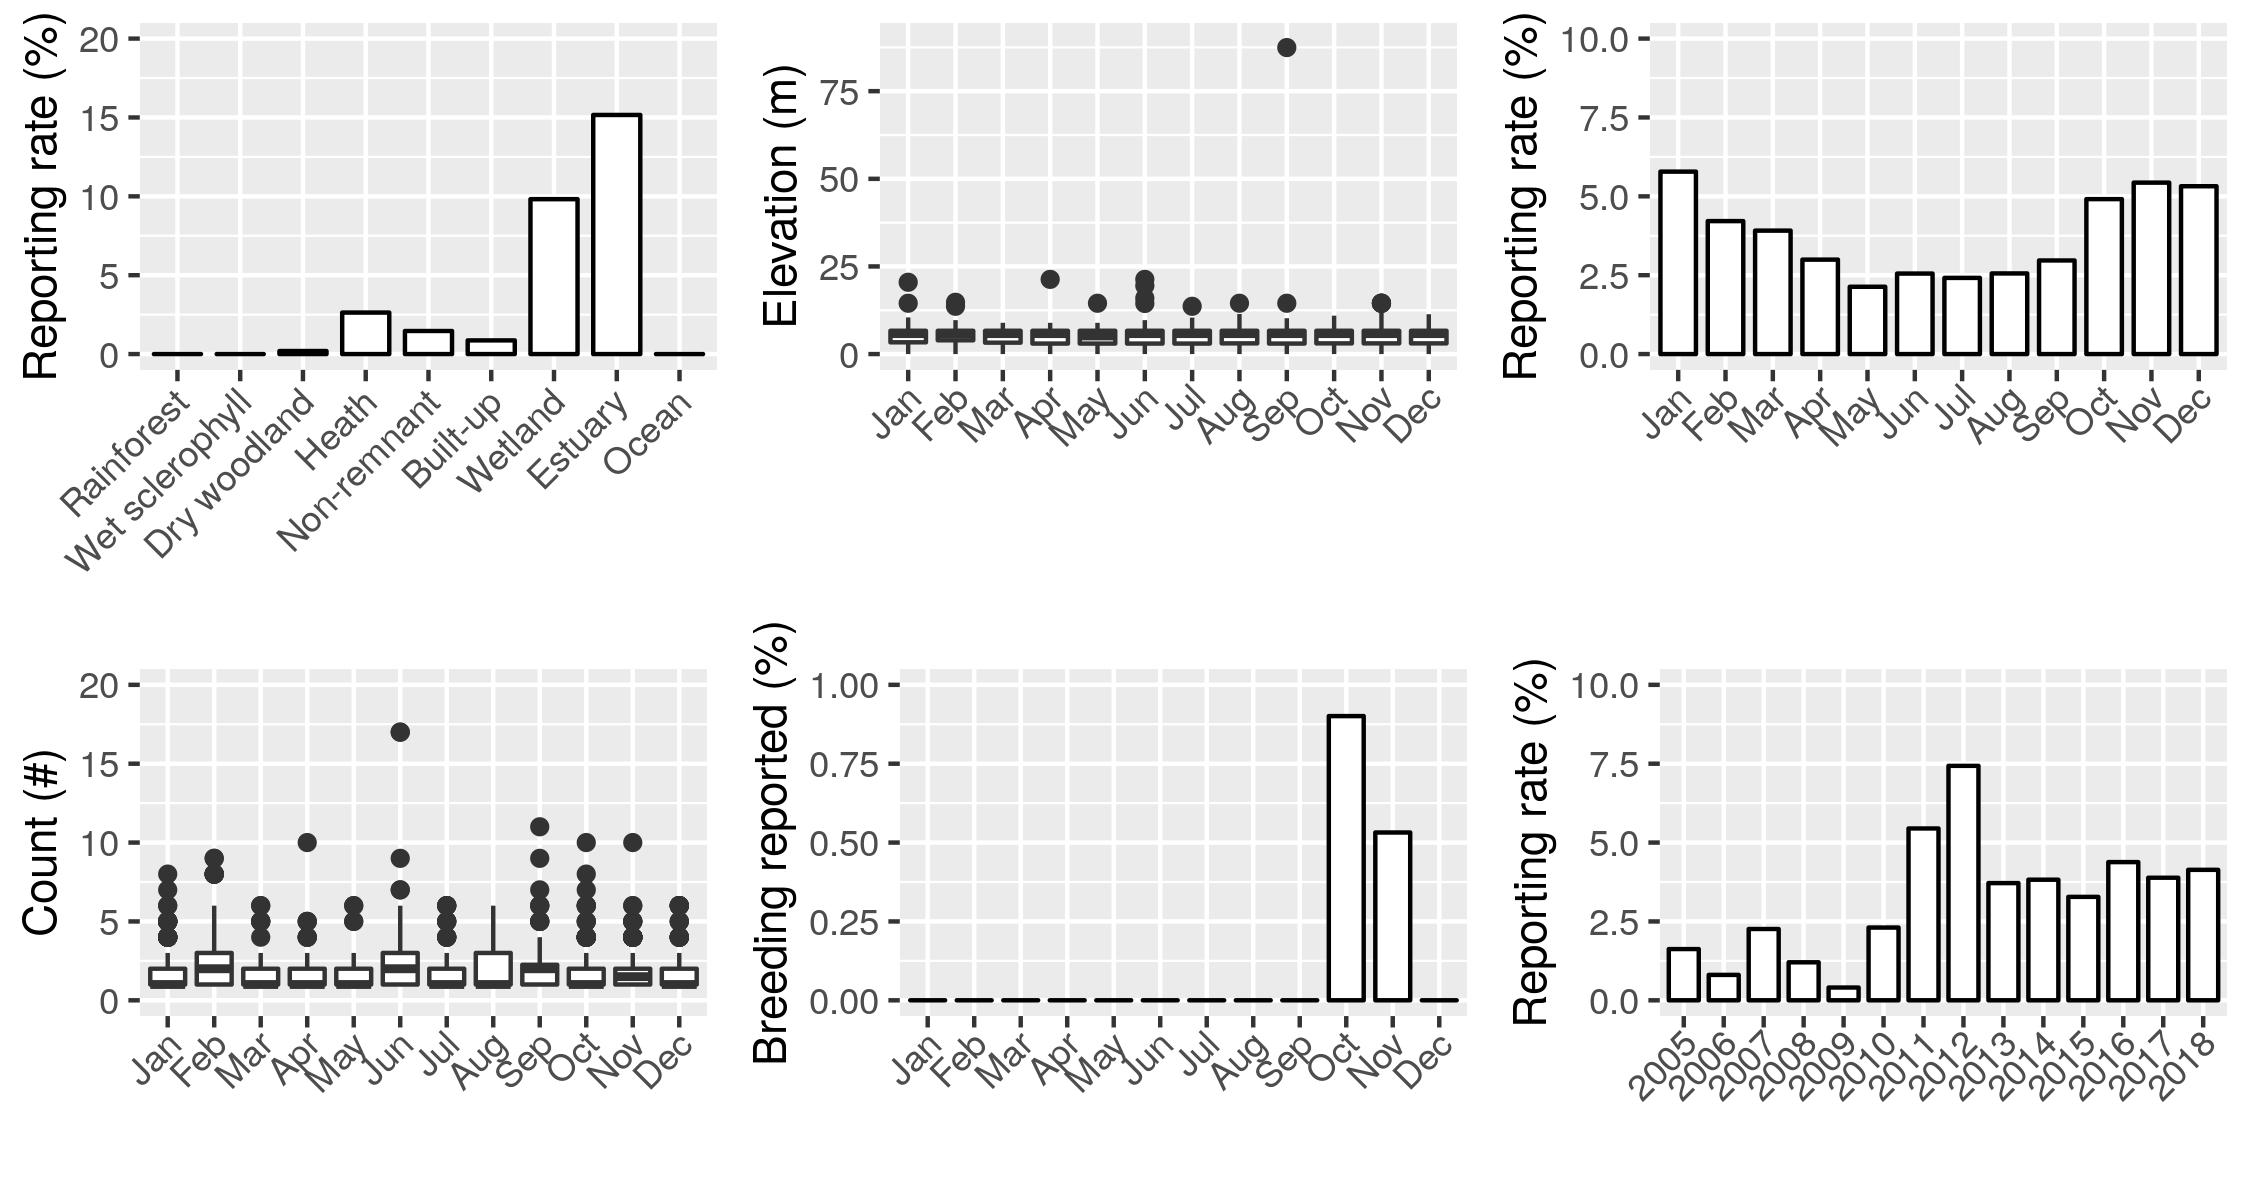 Reporting rate (%)
20
15
10
5
0
Rainforest
Wet sclerophyll
Dry woodland
Heath
Non-remnant
Built-up
Wetland
Estuary
Ocean
Elevation (m)
75
50
25
0
Jan
Feb
Mar
Apr
May
Jun
Jul
Aug
Sep
Oct
Nov
Dec
Reporting rate (%)
10.0
7.5
5.0
2.5
0.0
Jan
Feb
Mar
Apr
May
Jun
Jul
Aug
Sep
Oct
Nov
Dec
Count (#)
20
15
10
5
0
Jan
Feb
Mar
Apr
May
Jun
Jul
Aug
Sep
Oct
Nov
Dec
Breeding reported (%)
1.00
0.75
0.50
0.25
0.00
Jan
Feb
Mar
Apr
May
Jun
Jul
Aug
Sep
Oct
Nov
Dec
Reporting rate (%)
10.0
7.5
5.0
2.5
0.0
2005
2006
2007
2008
2009
2010
2011
2012
2013
2014
2015
2016
2017
2018